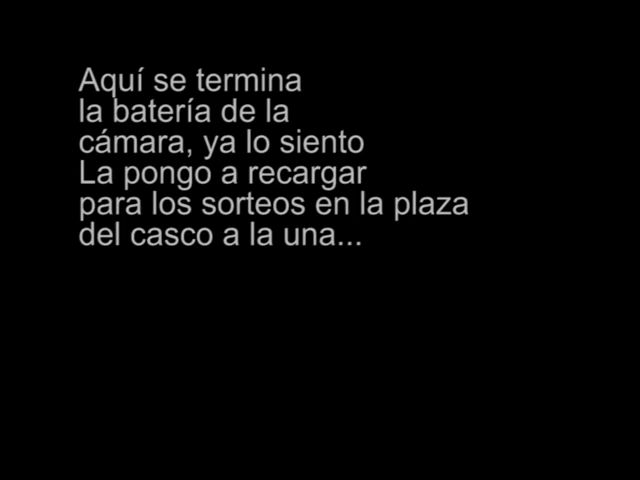 Aquí se termina
la batería de la
cámara, ya lo siento
La pongo a recargar
para los sorteos en la plaza
del casco a la una...